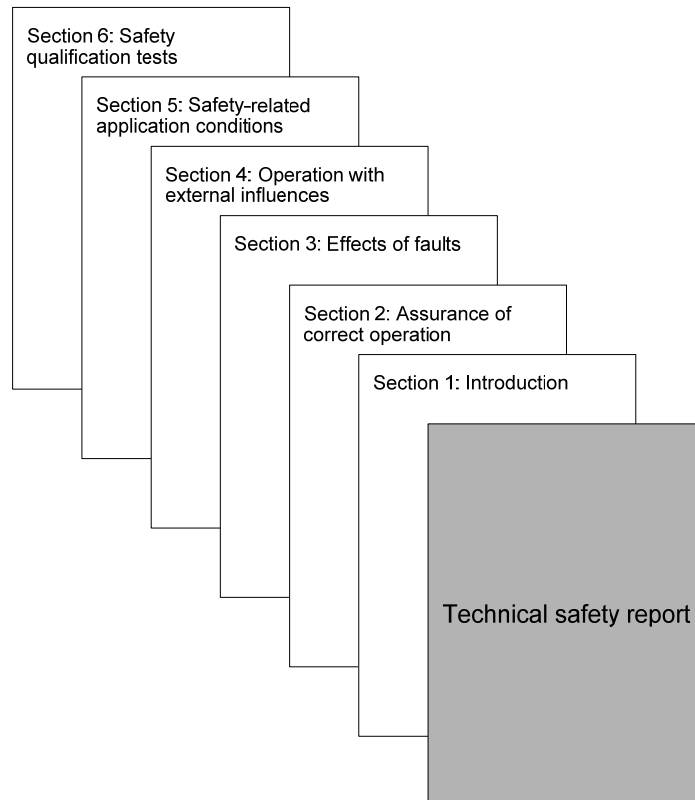 Section 6: Safety
qualification tests
Section 5: Safety-related
application conditions
Section 4: Operation with
external influences
Section 3: Effects of faults
Section 2: Assurance of
correct operation
Section 1: Introduction
Technical safety report